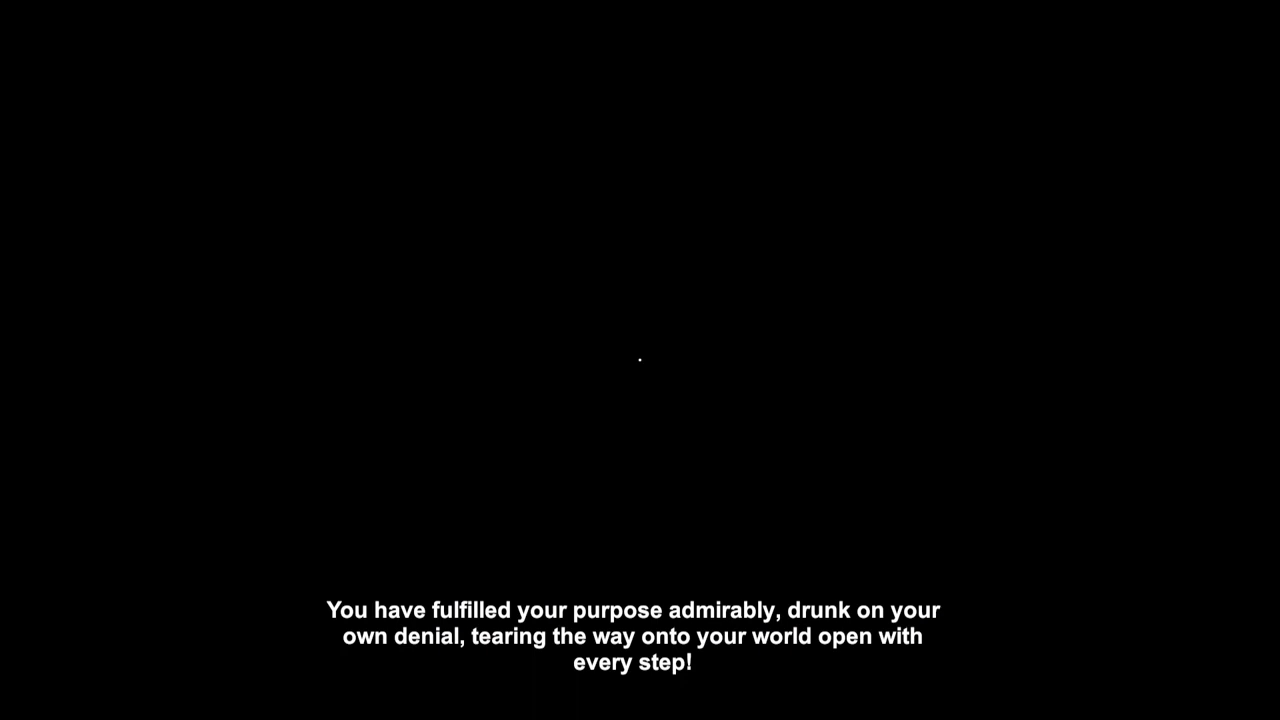 You have fulfilled your purpose admirably, drunk on your
own denial, tearing the way onto your world open with
every step!